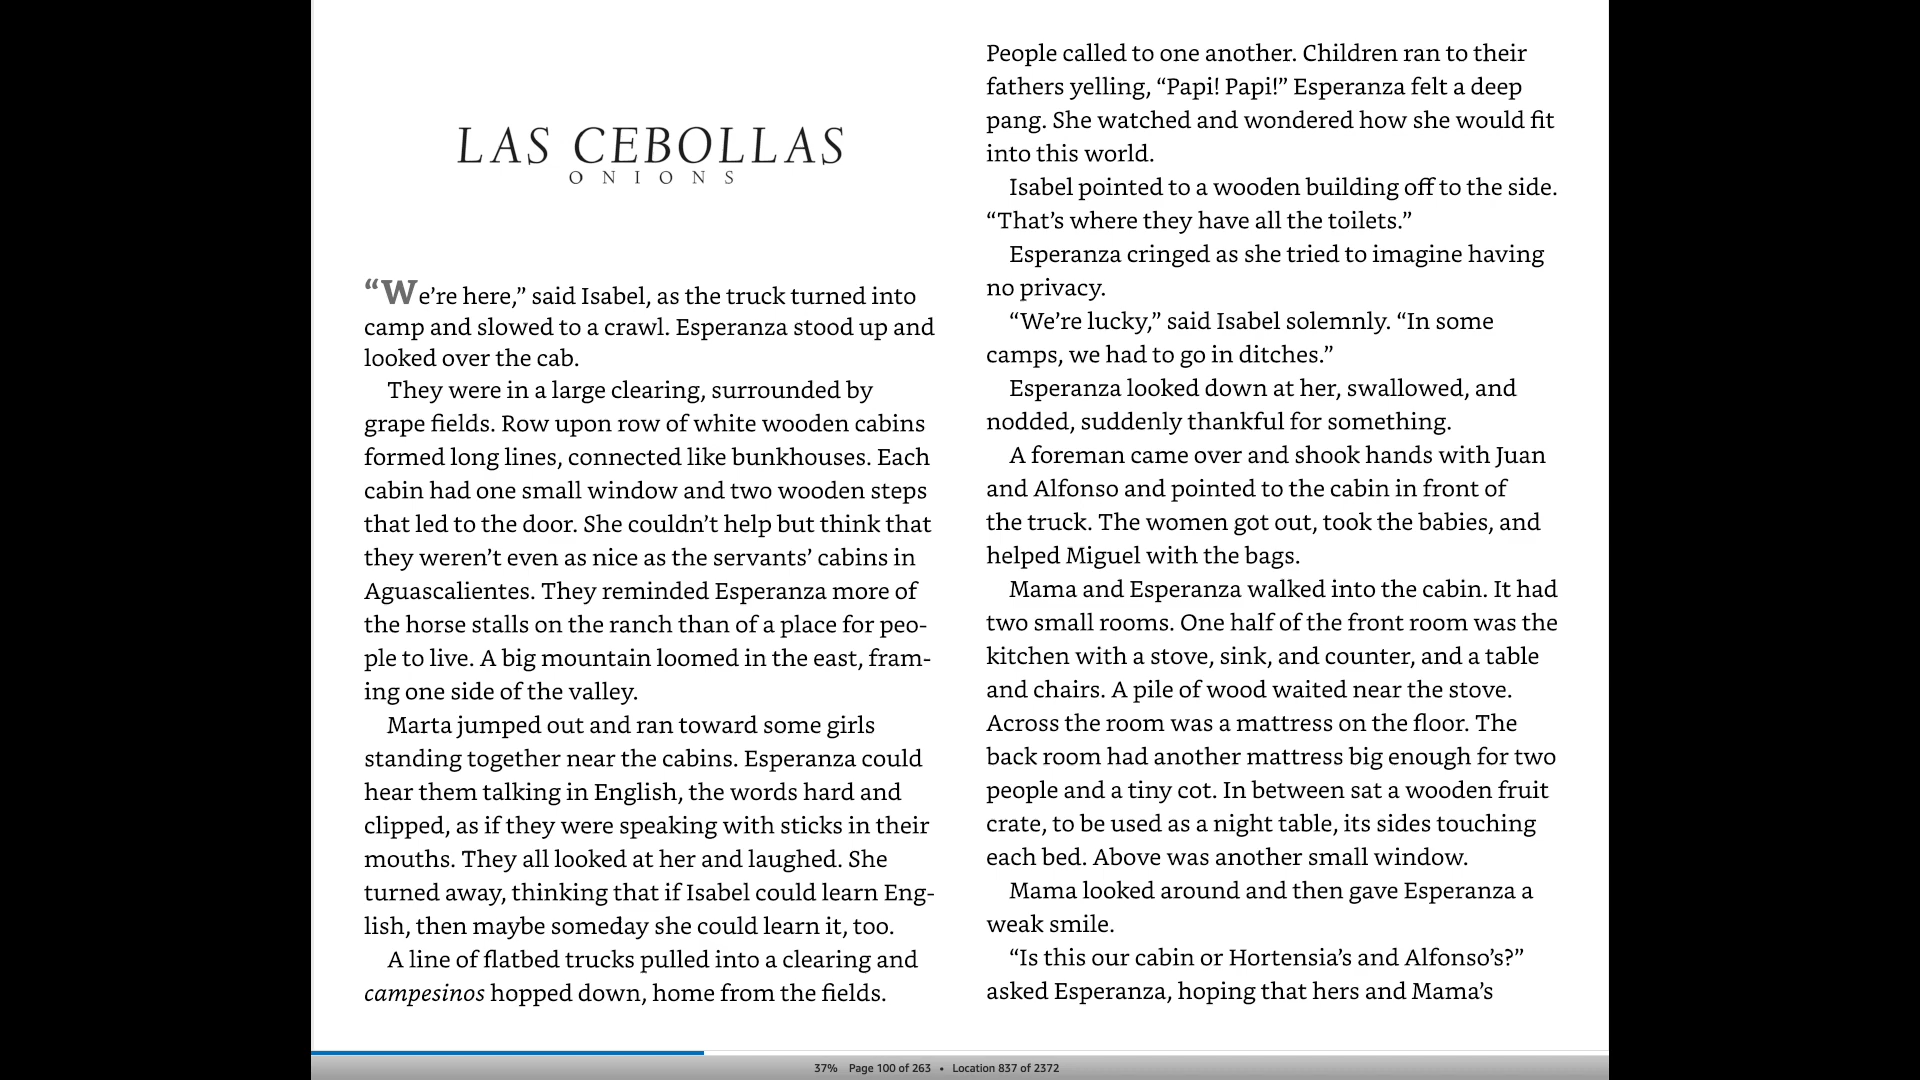 LAS CEBOLLAS
ONIONS
“We’re here,” said Isabel, as the truck turned into
camp and slowed to a crawl. Esperanza stood up and
looked over the cab.
They were in a large clearing, surrounded by
grape fields. Row upon row of white wooden cabins
formed long lines, connected like bunkhouses. Each
cabin had one small window and two wooden steps
that led to the door. She couldn’t help but think that
they weren’t even as nice as the servants’ cabins in
Aguascalientes. They reminded Esperanza more of
the horse stalls on the ranch than of a place for peo-
ple to live. A big mountain loomed in the east, fram-
ing one side of the valley.
Marta jumped out and ran toward some girls
standing together near the cabins. Esperanza could
hear them talking in English, the words hard and
clipped, as if they were speaking with sticks in their
mouths. They all looked at her and laughed. She
turned away, thinking that if Isabel could learn Eng-
lish, then maybe someday she could learn it, too.
A line of flatbed trucks pulled into a clearing and
campesinos hopped down, home from the fields.
People called to one another. Children ran to their
fathers yelling, “Papi! Papi!” Esperanza felt a deep
pang. She watched and wondered how she would fit
into this world.
Isabel pointed to a wooden building off to the side.
“That’s where they have all the toilets.”
Esperanza cringed as she tried to imagine having
no privacy.
“We’re lucky,” said Isabel solemnly. “In some
camps, we had to go in ditches.”
Esperanza looked down at her, swallowed, and
nodded, suddenly thankful for something.
A foreman came over and shook hands with Juan
and Alfonso and pointed to the cabin in front of
the truck. The women got out, took the babies, and
helped Miguel with the bags.
Mama and Esperanza walked into the cabin. It had
two small rooms. One half of the front room was the
kitchen with a stove, sink, and counter, and a table
and chairs. A pile of wood waited near the stove.
Across the room was a mattress on the floor. The
back room had another mattress big enough for two
people and a tiny cot. In between sat a wooden fruit
crate, to be used as a night table, its sides touching
each bed. Above was another small window.
Mama looked around and then gave Esperanza a
weak smile.
“Is this our cabin or Hortensia’s and Alfonso’s?”
asked Esperanza, hoping that hers and Mama’s
37% Page 100 of 263 • Location 837 of 2372